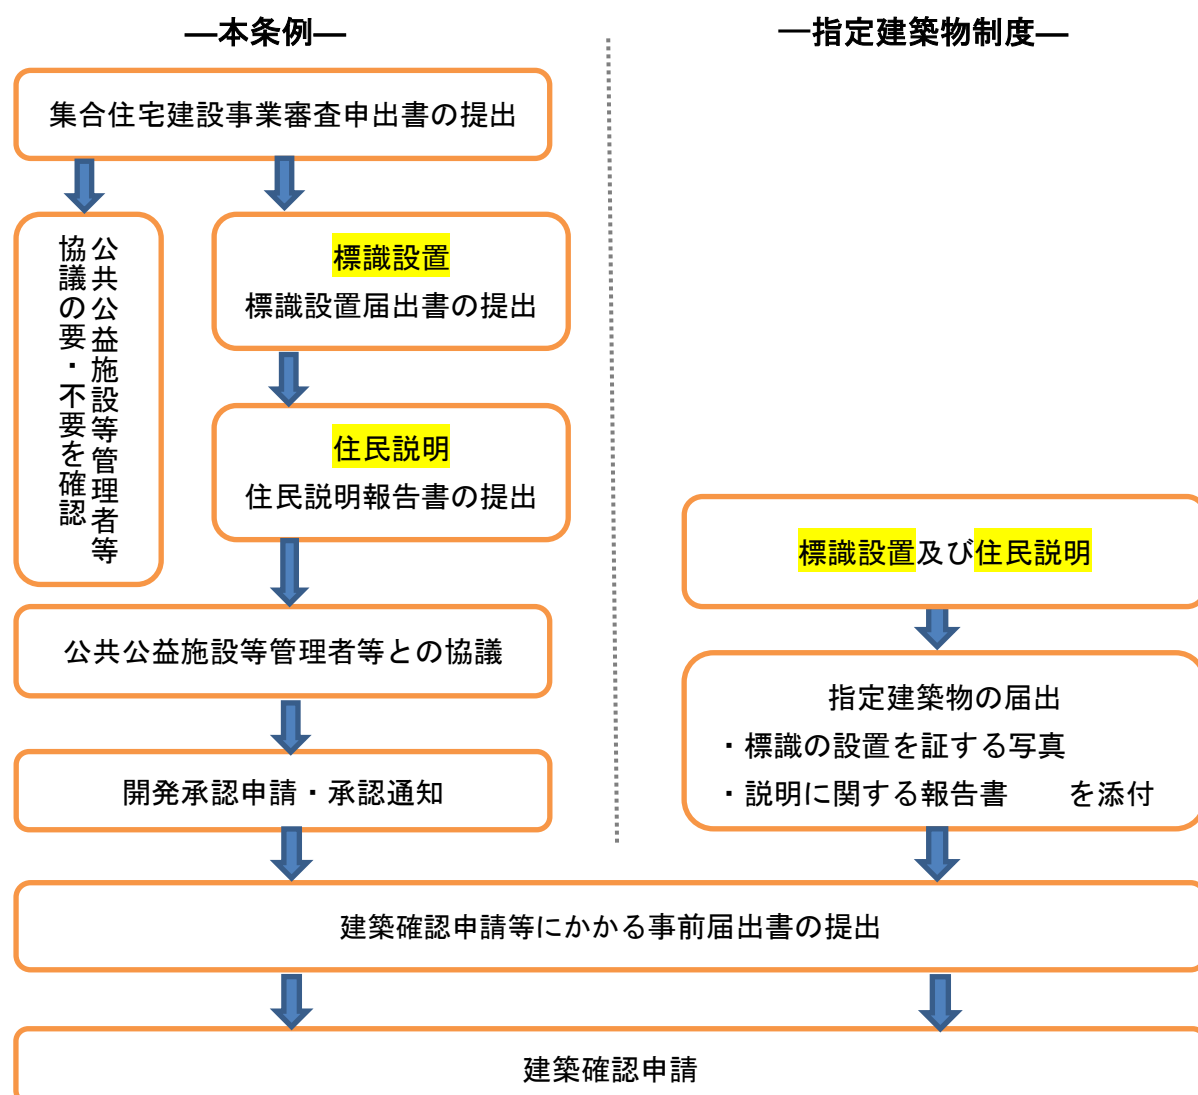 ―本条例―
集合住宅建設事業審査申出書の提出
公共公益施設等管理者等
協議の要・不要を確認
標識設置
標識設置届出書の提出
住民説明
住民説明報告書の提出
公共公益施設等管理者等との協議
開発承認申請・承認通知
―指定建築物制度―
標識設置及び住民説明
指定建築物の届出
・標識の設置を証する写真
・説明に関する報告書　　を添付
建築確認申請等にかかる事前届出書の提出
建築確認申請